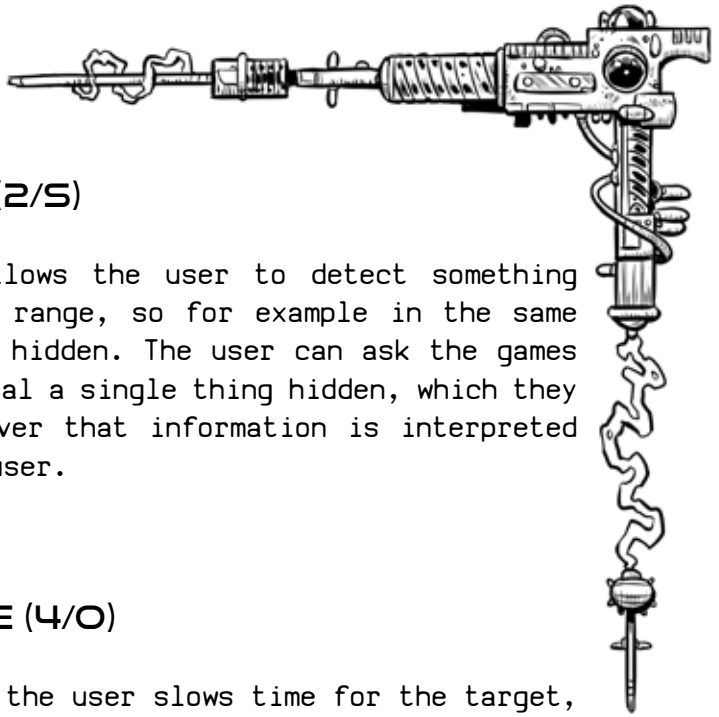 (2/S)
llows the user to detect something
range, so for example in the same
hidden. The user can ask the games
al a single thing hidden, which they
ver that information is interpreted
user.
E (4/O)
the user slows time for the target,